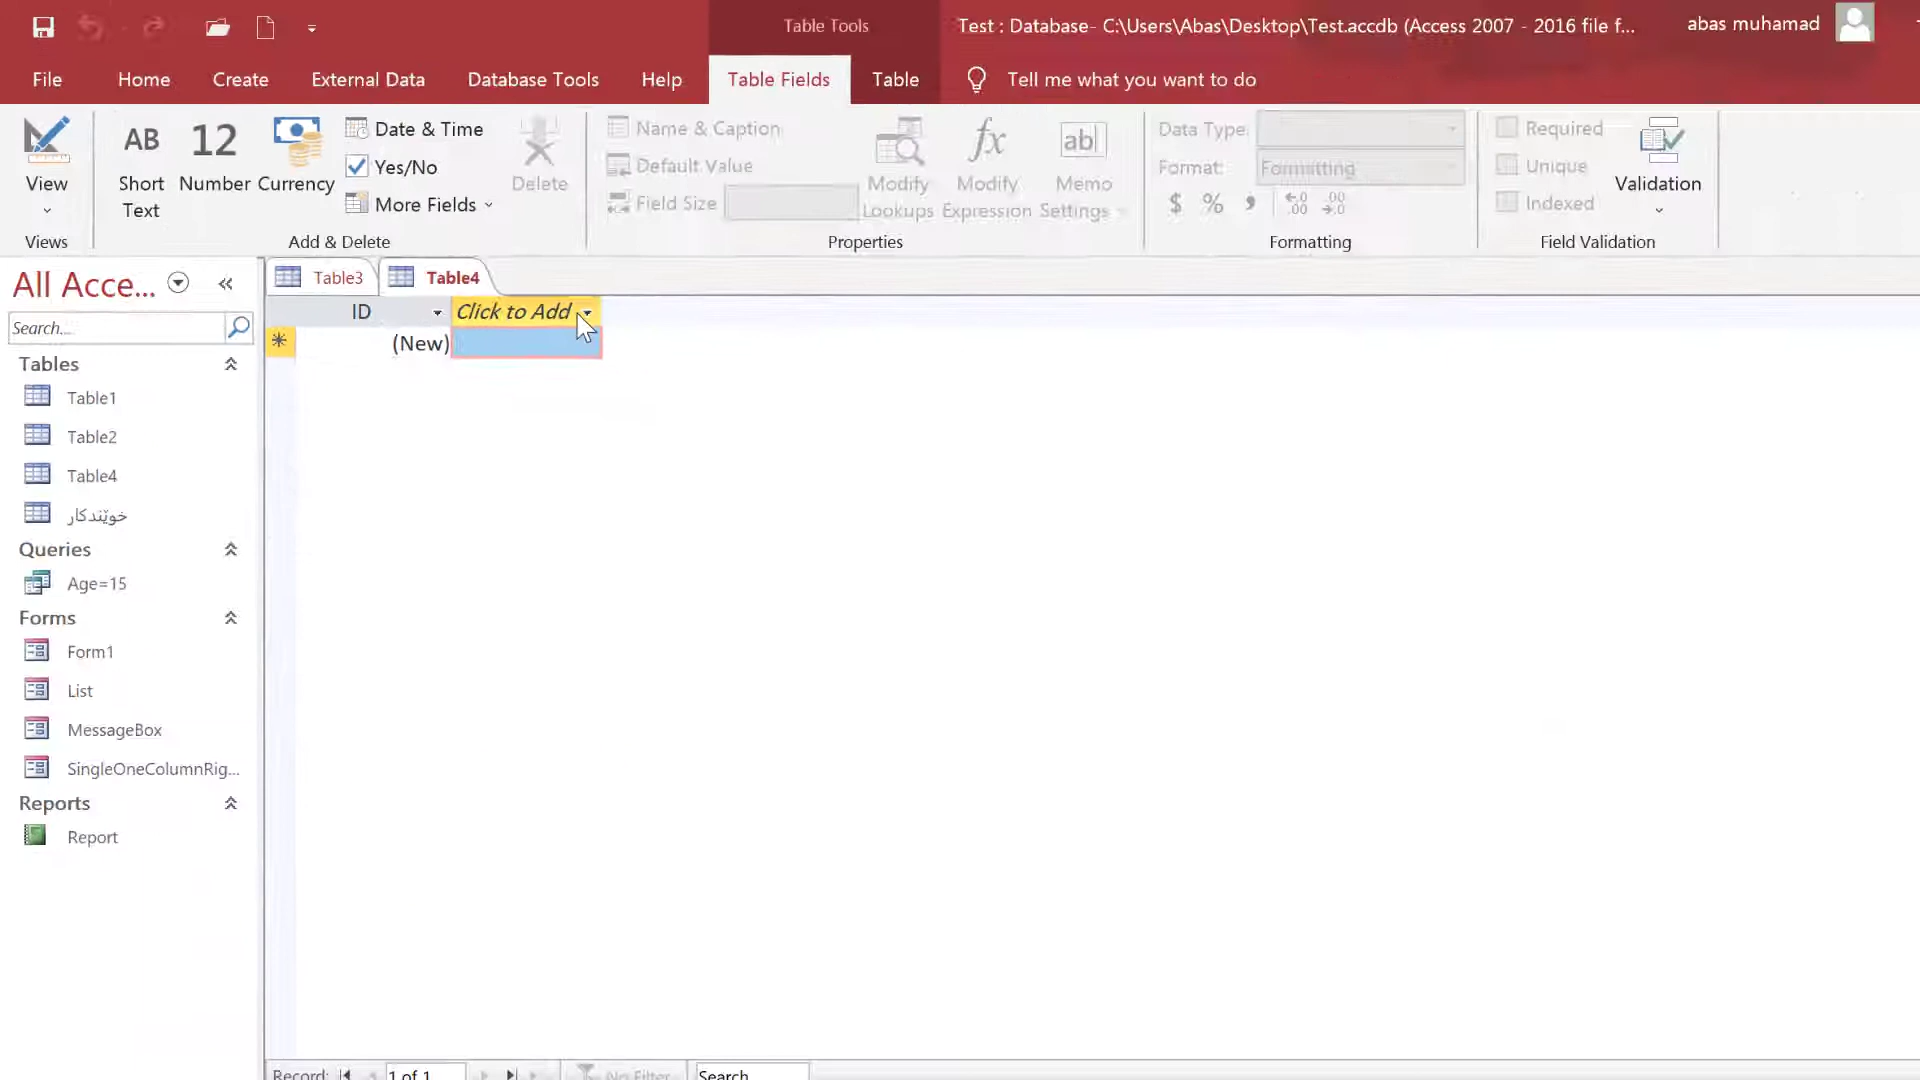 Table Tools
Test : Database- C:\Users\Abas\Desktop\Test.accdb (Access 2007 - 2016 file f...
abas muhamad
File
Home
Create
External Data
Database Tools
Help
Table Fields
Table
Tell me what you want to do
View
AB
Short
Text
12
Number
Currency
Date & Time
Yes/No
More Fields
Delete
Name & Caption
Default Value
Field Size
Modify
Lookups
fx
Modify
Expression
ab|
Memo
Settings
Data Type:
Format:
Formatting
$ % ,
Required
Unique
Indexed
Validation
Views
Add & Delete
Properties
Formatting
Field Validation
All Acce...
Search...
Tables
Table1
Table2
Table4
خوێندکار
Queries
Age=15
Forms
Form1
List
MessageBox
SingleOneColumnRig...
Reports
Report
Table3
Table4
ID
Click to Add
(New)
Record:
1 of 1
No Filter
Search